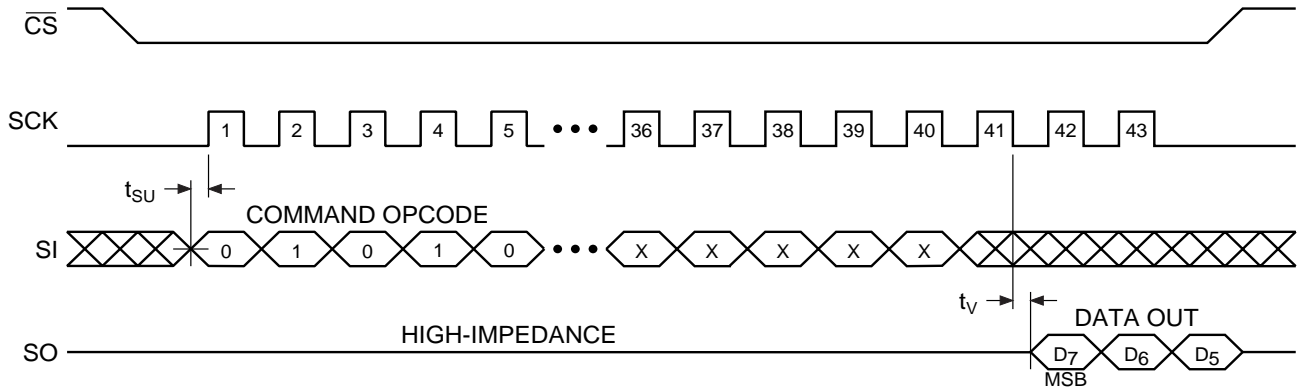 CS
SCK
1 2 3 4 5 ••• 36 37 38 39 40 41 42 43
tSU
COMMAND OPCODE
SI
0 1 0 1 0 ••• X X X X X
tV
HIGH-IMPEDANCE
DATA OUT
SO
D7 D6 D5
MSB